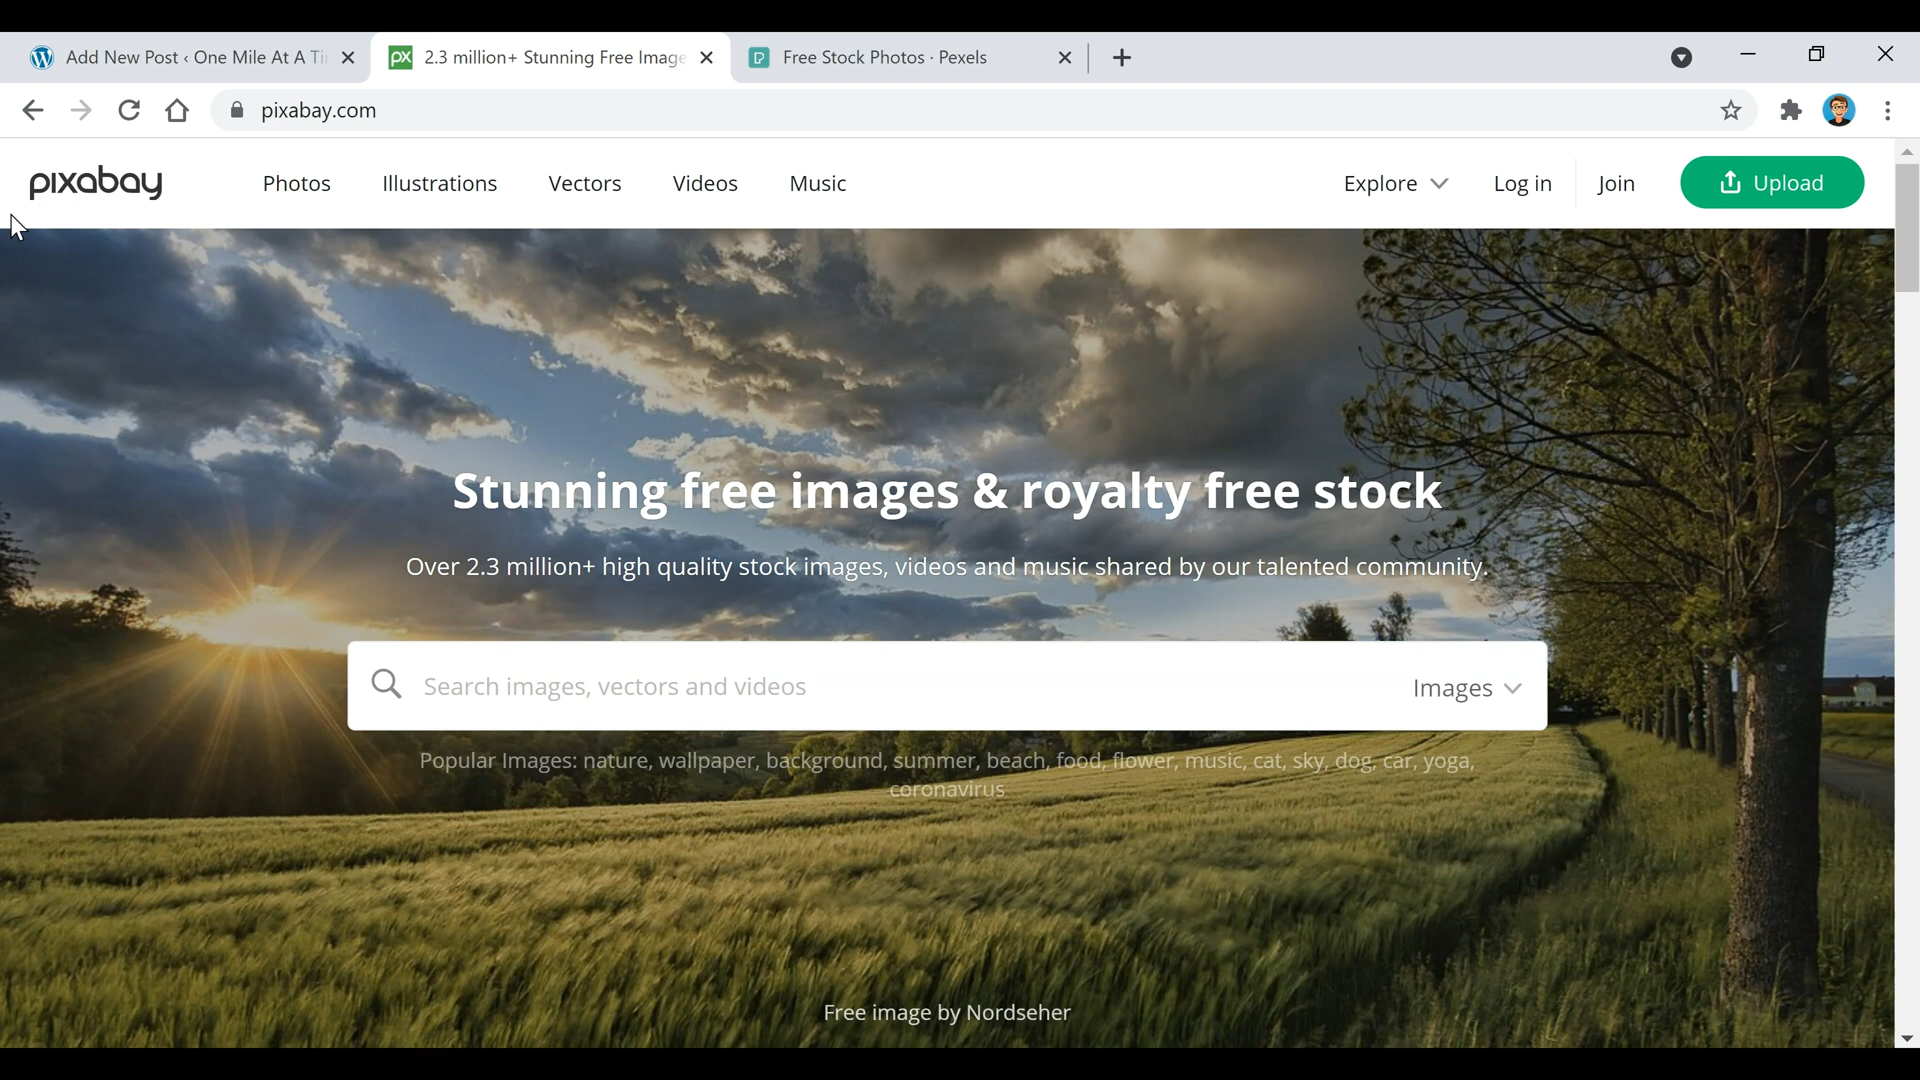 Add New Post ‹ One Mile At A Ti
px 2.3 million+ Stunning Free Image
P Free Stock Photos · Pexels
pixabay.com
pixabay
Photos Illustrations Vectors Videos Music Explore Log in Join Upload
Stunning free images & royalty free stock
Over 2.3 million+ high quality stock images, videos and music shared by our talented community.
Search images, vectors and videos Images
Popular Images: nature, wallpaper, background, summer, beach, food, flower, music, cat, sky, dog, car, yoga,
coronavirus
Free image by Nordseher